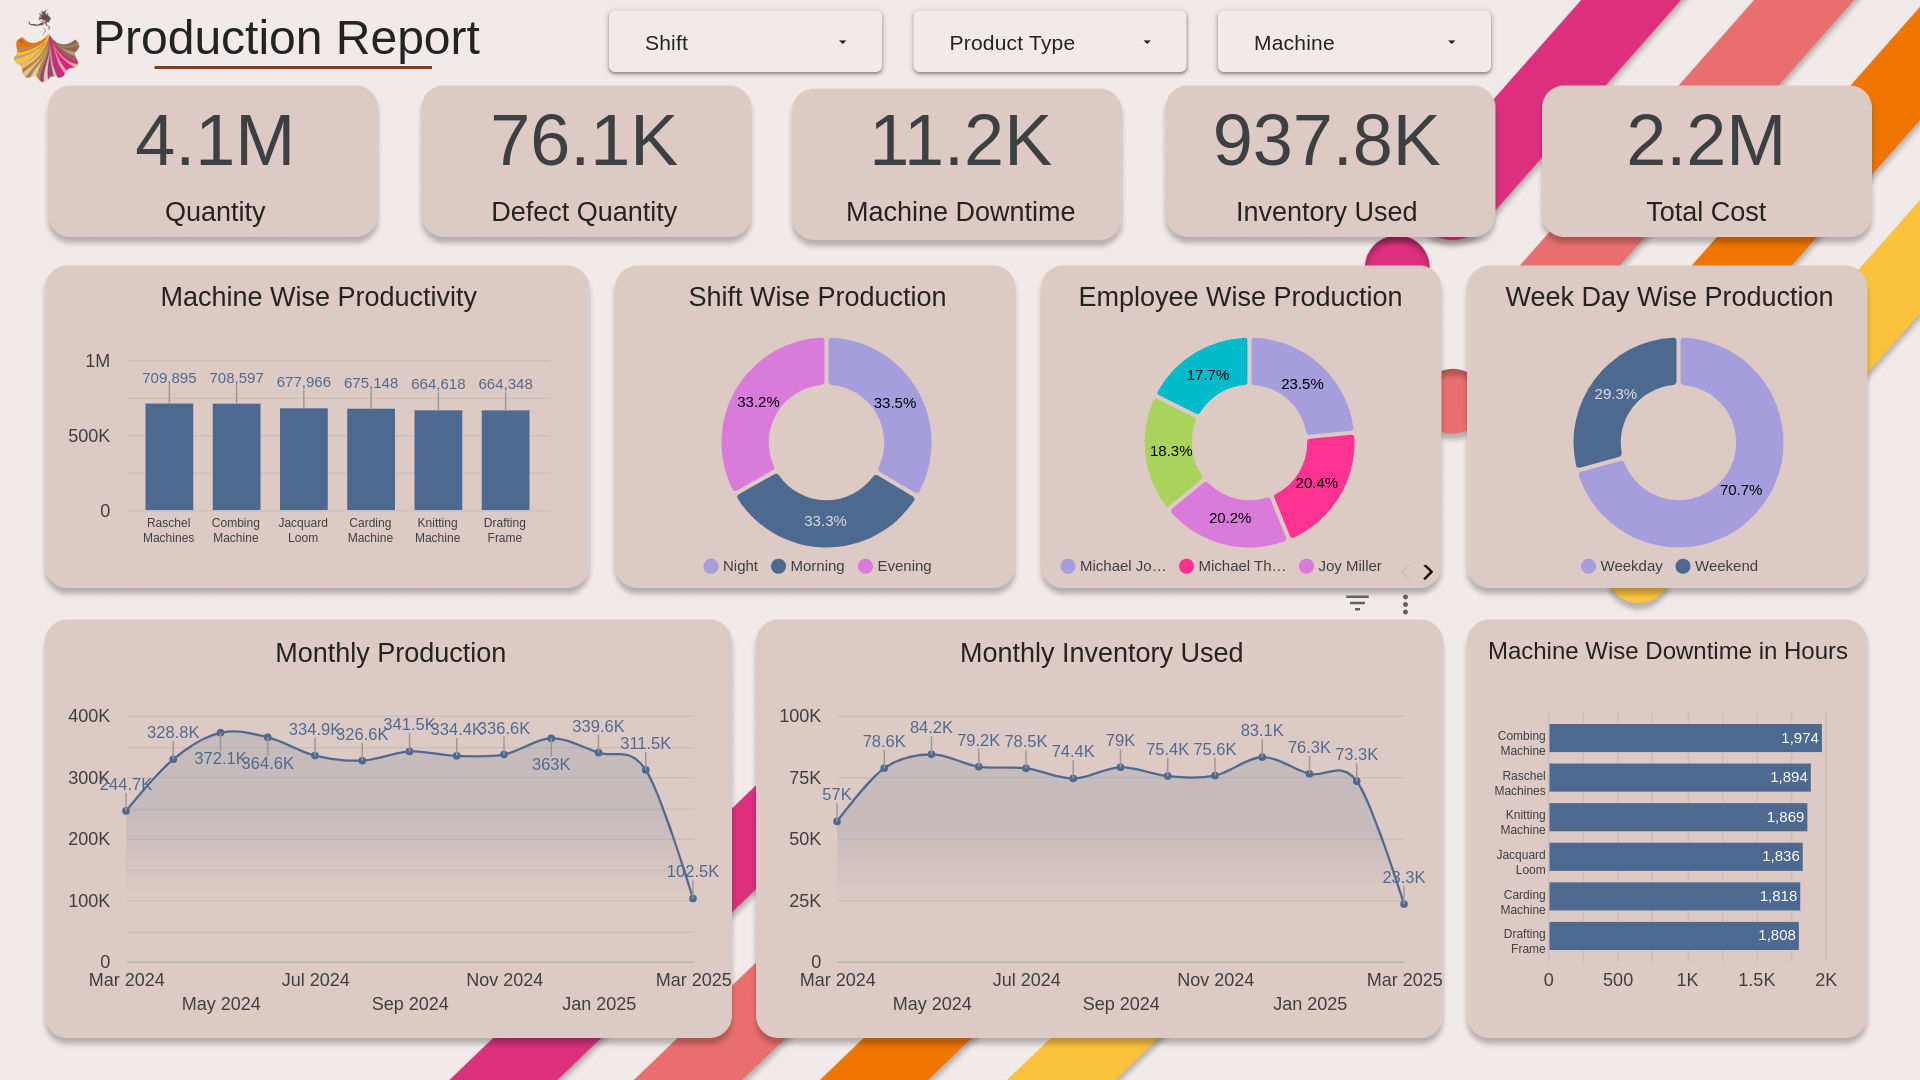 Production Report
Shift
Product Type
Machine
4.1M
Quantity
76.1K
Defect Quantity
11.2K
Machine Downtime
937.8K
Inventory Used
2.2M
Total Cost
Machine Wise Productivity
1M
500K
0
709,895
708,597
677,966
675,148
664,618
664,348
Raschel
Machines
Combing
Machine
Jacquard
Loom
Carding
Machine
Knitting
Machine
Drafting
Frame
Shift Wise Production
33.2%
33.5%
33.3%
Night
Morning
Evening
Employee Wise Production
17.7%
23.5%
18.3%
20.4%
20.2%
Michael Jo...
Michael Th...
Joy Miller
Week Day Wise Production
29.3%
70.7%
Weekday
Weekend
Monthly Production
400K
300K
200K
100K
0
244.7K
328.8K
372.1K
364.6K
334.9K
326.6K
341.5K
334.4K
336.6K
363K
339.6K
311.5K
102.5K
Mar 2024
May 2024
Jul 2024
Sep 2024
Nov 2024
Jan 2025
Mar 2025
Monthly Inventory Used
100K
75K
50K
25K
0
57K
78.6K
84.2K
79.2K
78.5K
74.4K
79K
75.4K
75.6K
83.1K
76.3K
73.3K
23.3K
Mar 2024
May 2024
Jul 2024
Sep 2024
Nov 2024
Jan 2025
Mar 2025
Machine Wise Downtime in Hours
Combing
Machine
1,974
Raschel
Machines
1,894
Knitting
Machine
1,869
Jacquard
Loom
1,836
Carding
Machine
1,818
Drafting
Frame
1,808
0
500
1K
1.5K
2K